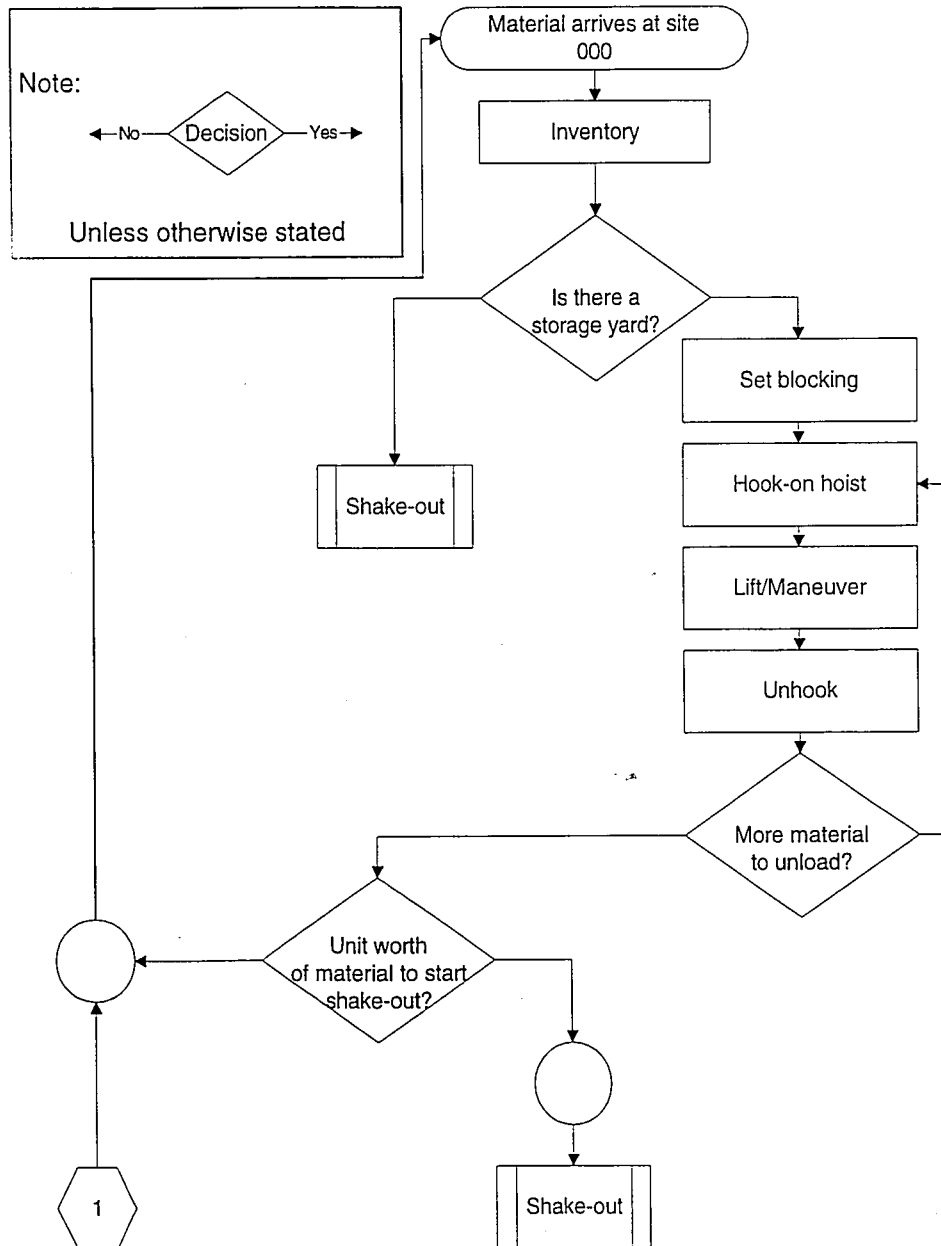 Material arrives at site
000
Note:
No
Decision
Yes
Unless otherwise stated
Inventory
Is there a
storage yard?
Set blocking
Hook-on hoist
Shake-out
Lift/Maneuver
Unhook
More material
to unload?
Unit worth
of material to start
shake-out?
1
Shake-out